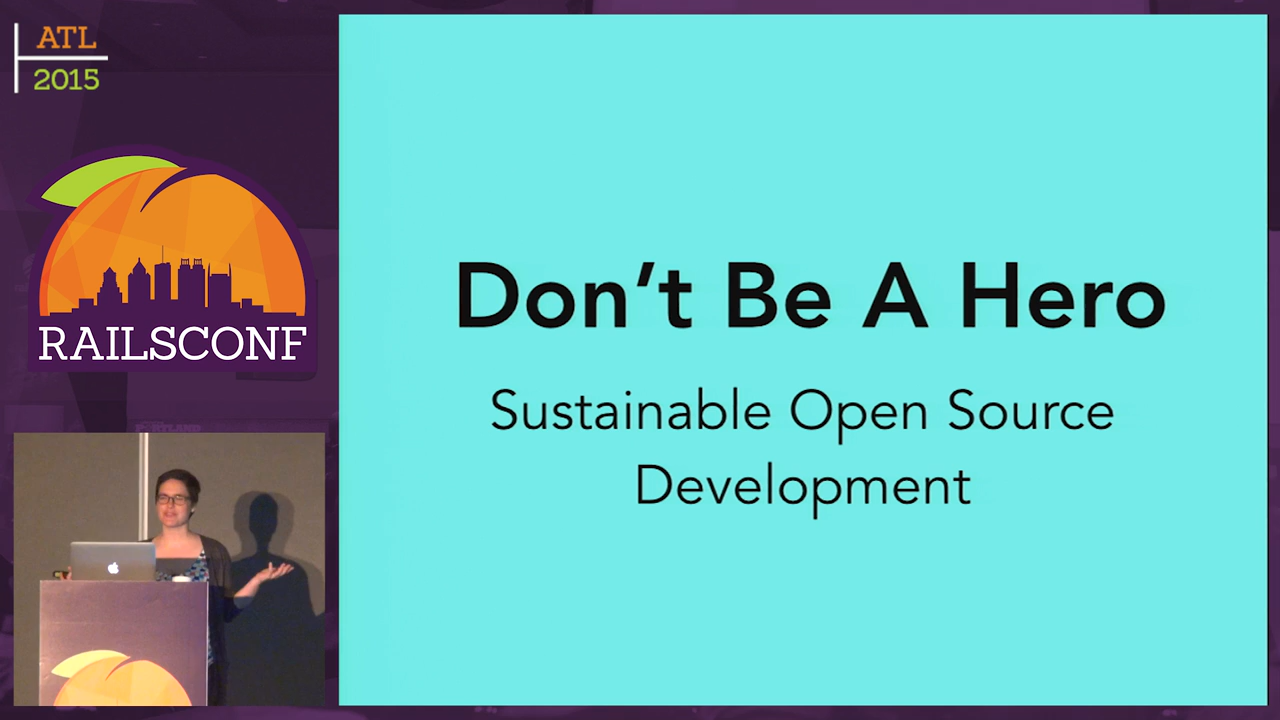 ATL
2015
RAILSCONF
Don't Be A Hero
Sustainable Open Source
Development